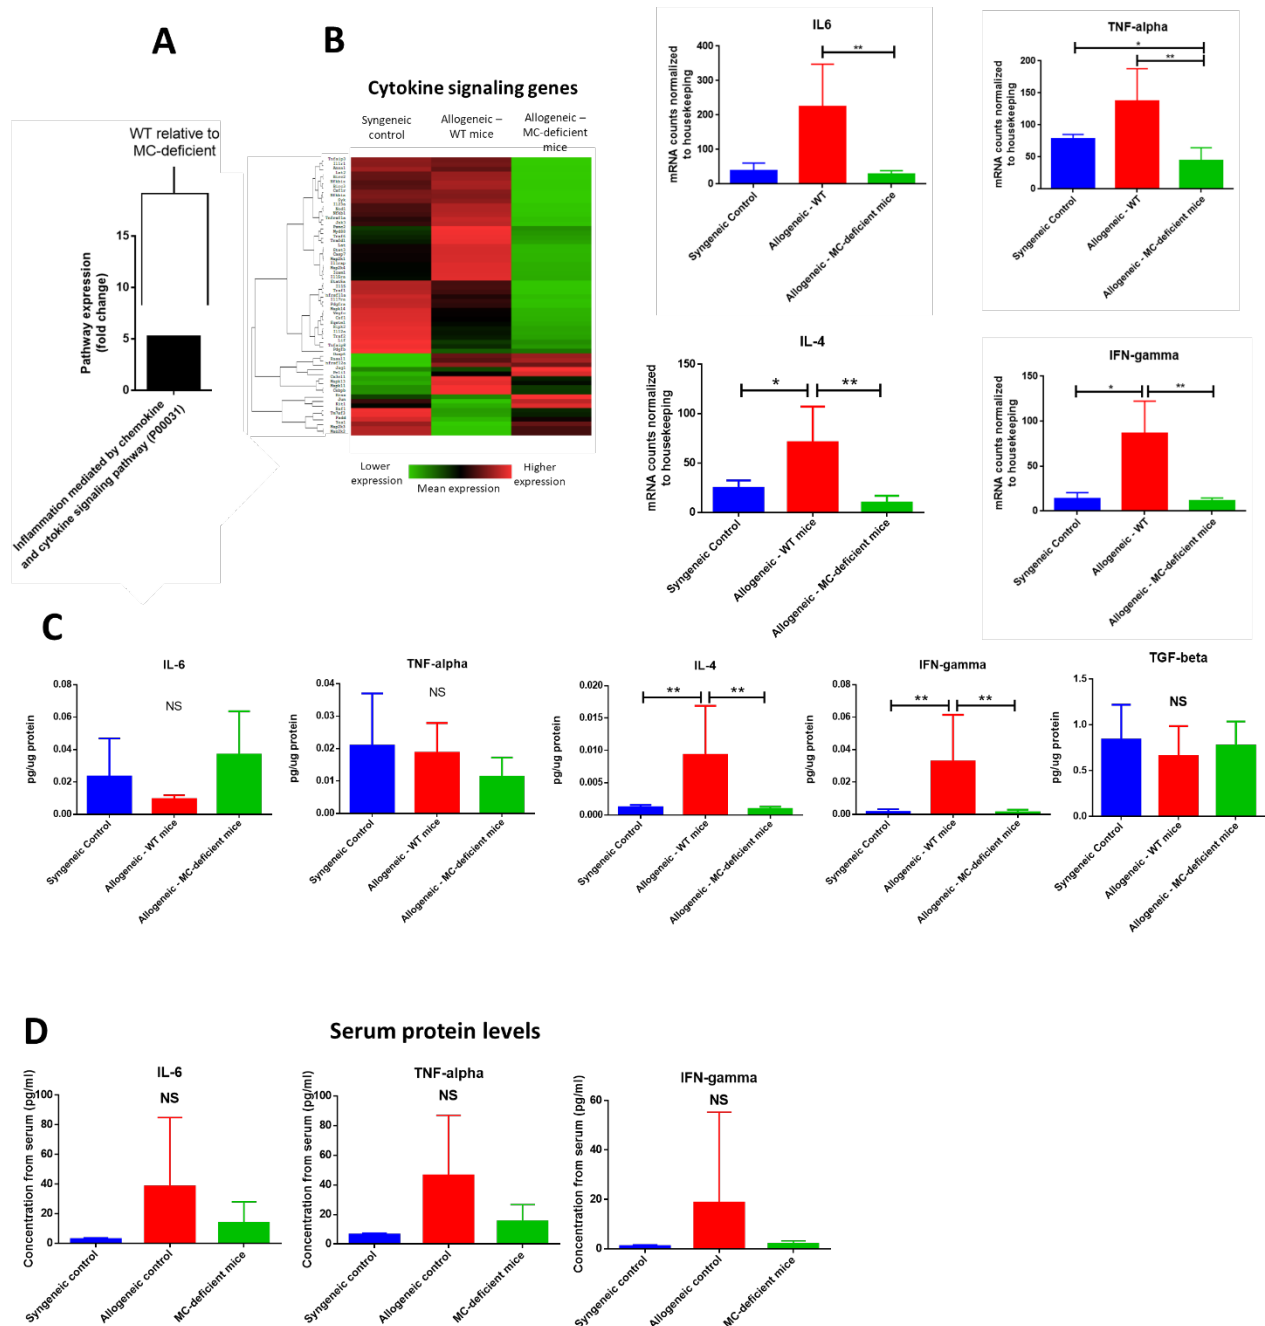 A
WT relative to
MC-deficient
15
10
5
0
Pathway expression
(fold change)
Inflammation mediated by chemokine
and cytokine signaling pathway (P00031)
B
Cytokine signaling genes
Syngeneic
control
Allogeneic –
WT mice
Allogeneic –
MC-deficient
mice
Lower
expression
Mean expression
Higher
expression
IL6
mRNA counts normalized
to housekeeping
400
300
200
100
0
**
Syngeneic Control
Allogeneic - WT
Allogeneic - MC-deficient mice
TNF-alpha
mRNA counts normalized
to housekeeping
200
150
100
50
0
*
**
Syngeneic Control
Allogeneic - WT
Allogeneic - MC-deficient mice
IL-4
mRNA counts normalized
to housekeeping
150
100
50
0
*
**
Syngeneic Control
Allogeneic - WT mice
Allogeneic - MC-deficient mice
IFN-gamma
mRNA counts normalized
to housekeeping
150
100
50
0
*
**
Syngeneic Control
Allogeneic - WT
Allogeneic - MC-deficient mice
C
IL-6
pg/ug protein
0.08
0.06
0.04
0.02
0.00
NS
Syngeneic Control
Allogeneic - WT mice
Allogeneic - MC-deficient mice
TNF-alpha
pg/ug protein
0.04
0.03
0.02
0.01
0.00
NS
Syngeneic Control
Allogeneic - WT mice
Allogeneic - MC-deficient mice
IL-4
pg/ug protein
0.020
0.015
0.010
0.005
0.000
**
**
Syngeneic Control
Allogeneic - WT mice
Allogeneic - MC-deficient mice
IFN-gamma
pg/ug protein
0.08
0.06
0.04
0.02
0.00
**
**
Syngeneic Control
Allogeneic - WT mice
Allogeneic - MC-deficient mice
TGF-beta
pg/ug protein
1.5
1.0
0.5
0.0
NS
Syngeneic Control
Allogeneic - WT mice
Allogeneic - MC-deficient mice
D
Serum protein levels
IL-6
Concentration from serum (pg/ml)
100
80
60
40
20
0
NS
Syngeneic control
Allogeneic control
MC-deficient mice
TNF-alpha
Concentration from serum (pg/ml)
100
80
60
40
20
0
NS
Syngeneic control
Allogeneic control
MC-deficient mice
IFN-gamma
Concentration from serum (pg/ml)
60
40
20
0
NS
Syngeneic control
Allogeneic control
MC-deficient mice